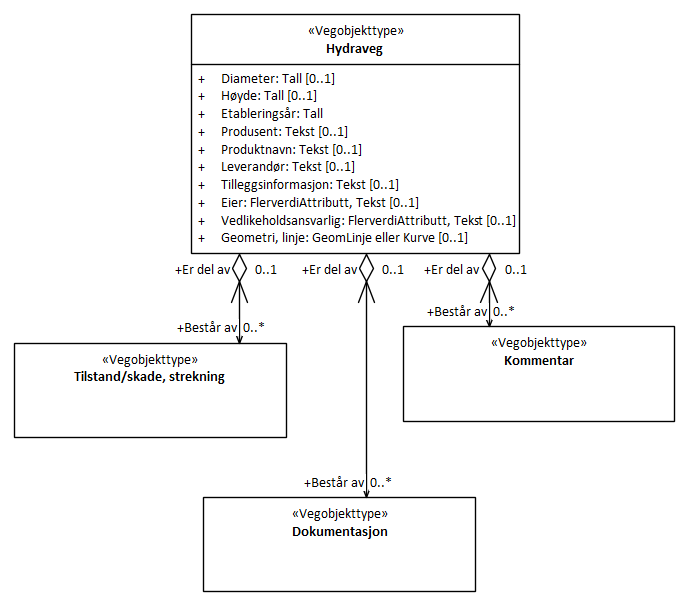 «Vegobjekttype»
Hydraveg
+ Diameter: Tall [0..1]
+ Høyde: Tall [0..1]
+ Etableringsår: Tall
+ Produsent: Tekst [0..1]
+ Produktnavn: Tekst [0..1]
+ Leverandør: Tekst [0..1]
+ Tilleggsinformasjon: Tekst [0..1]
+ Eier: FlerverdiAttributt, Tekst [0..1]
+ Vedlikeholdsansvarlig: FlerverdiAttributt, Tekst [0..1]
+ Geometri, linje: GeomLinje eller Kurve [0..1]
+Er del av 0..1 +Er del av 0..1 +Er del av 0..1
+Består av 0..*
+Består av 0..*
«Vegobjekttype»
Kommentar
«Vegobjekttype»
Tilstand/skade, strekning
+Består av 0..*
«Vegobjekttype»
Dokumentasjon